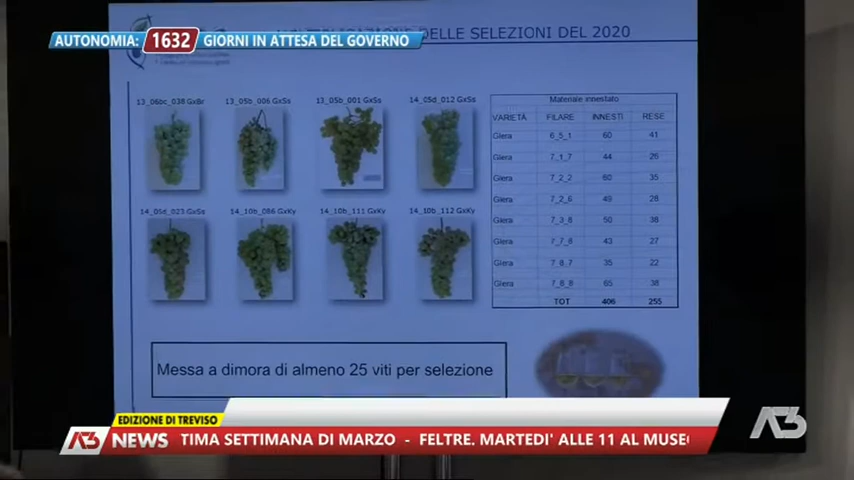 AUTONOMIA: 1632 GIORNI IN ATTESA DEL GOVERNO
DELLE SELEZIONI DEL 2020
13_06bc_038 GxBr 13_05b_006 GxSs 13_05b_001 GxSs 14_05d_012 GxSs
14_05d_023 GxSs 14_10b_086 GxKy 14_10b_111 GxKy 14_10b_112 GxKy
Materiale innestato
VARIETÀ FILARE INNESTI RESE
Glera 6_5_1 60 41
Glera 7_1_7 44 26
Glera 7_2_2 60 35
Glera 7_2_6 49 28
Glera 7_3_8 50 38
Glera 7_7_6 43 27
Glera 7_8_7 35 22
Glera 7_8_8 65 38
TOT 406 255
Messa a dimora di almeno 25 viti per selezione
EDIZIONE DI TREVISO
A3 NEWS TIMA SETTIMANA DI MARZO - FELTRE. MARTEDI' ALLE 11 AL MUSEO
A3